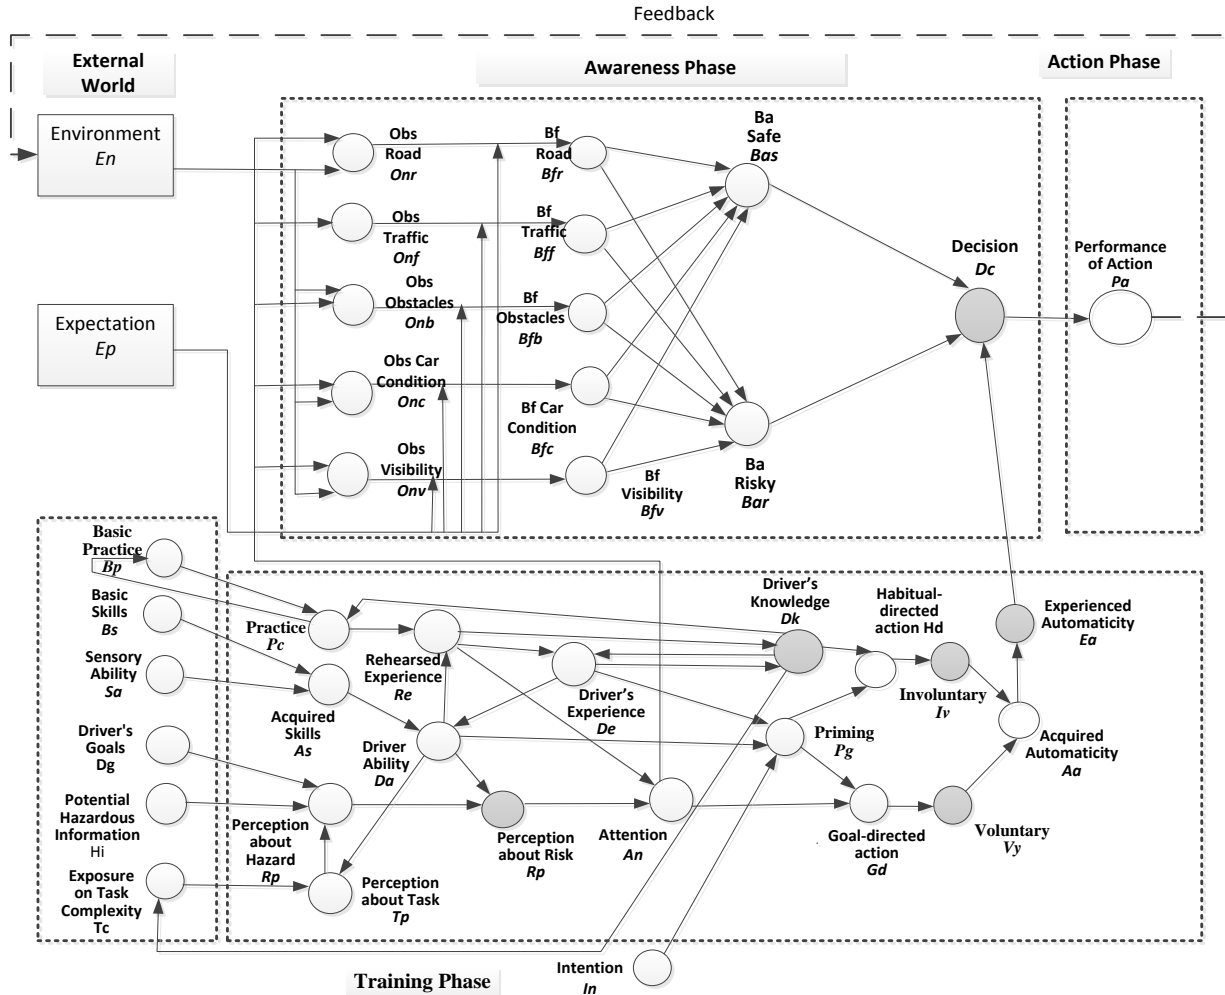 Feedback
External
World
Awareness Phase
Action Phase
Environment
En
Expectation
Ep
Obs
Road
Onr
Obs
Traffic
Onf
Obs
Obstacles
Onb
Obs Car
Condition
Onc
Obs
Visibility
Onv
Bf
Road
Bfr
Bf
Traffic
Bff
Bf
Obstacles
Bfb
Bf Car
Condition
Bfc
Bf
Visibility
Bfv
Ba
Safe
Bas
Ba
Risky
Bar
Decision
Dc
Performance
of Action
Pa
Basic
Practice
Bp
Basic
Skills
Bs
Sensory
Ability
Sa
Driver's
Goals
Dg
Potential
Hazardous
Information
Hi
Exposure
on Task
Complexity
Tc
Practice
Pc
Acquired
Skills
As
Perception
about
Hazard
Rp
Rehearsed
Experience
Re
Driver
Ability
Da
Perception
about Task
Tp
Driver’s
Experience
De
Perception
about Risk
Rp
Attention
An
Driver’s
Knowledge
Dk
Priming
Pg
Habitual-
directed
action Hd
Goal-directed
action
Gd
Involuntary
Iv
Voluntary
Vy
Experienced
Automaticity
Ea
Acquired
Automaticity
Aa
Intention
In
Training Phase